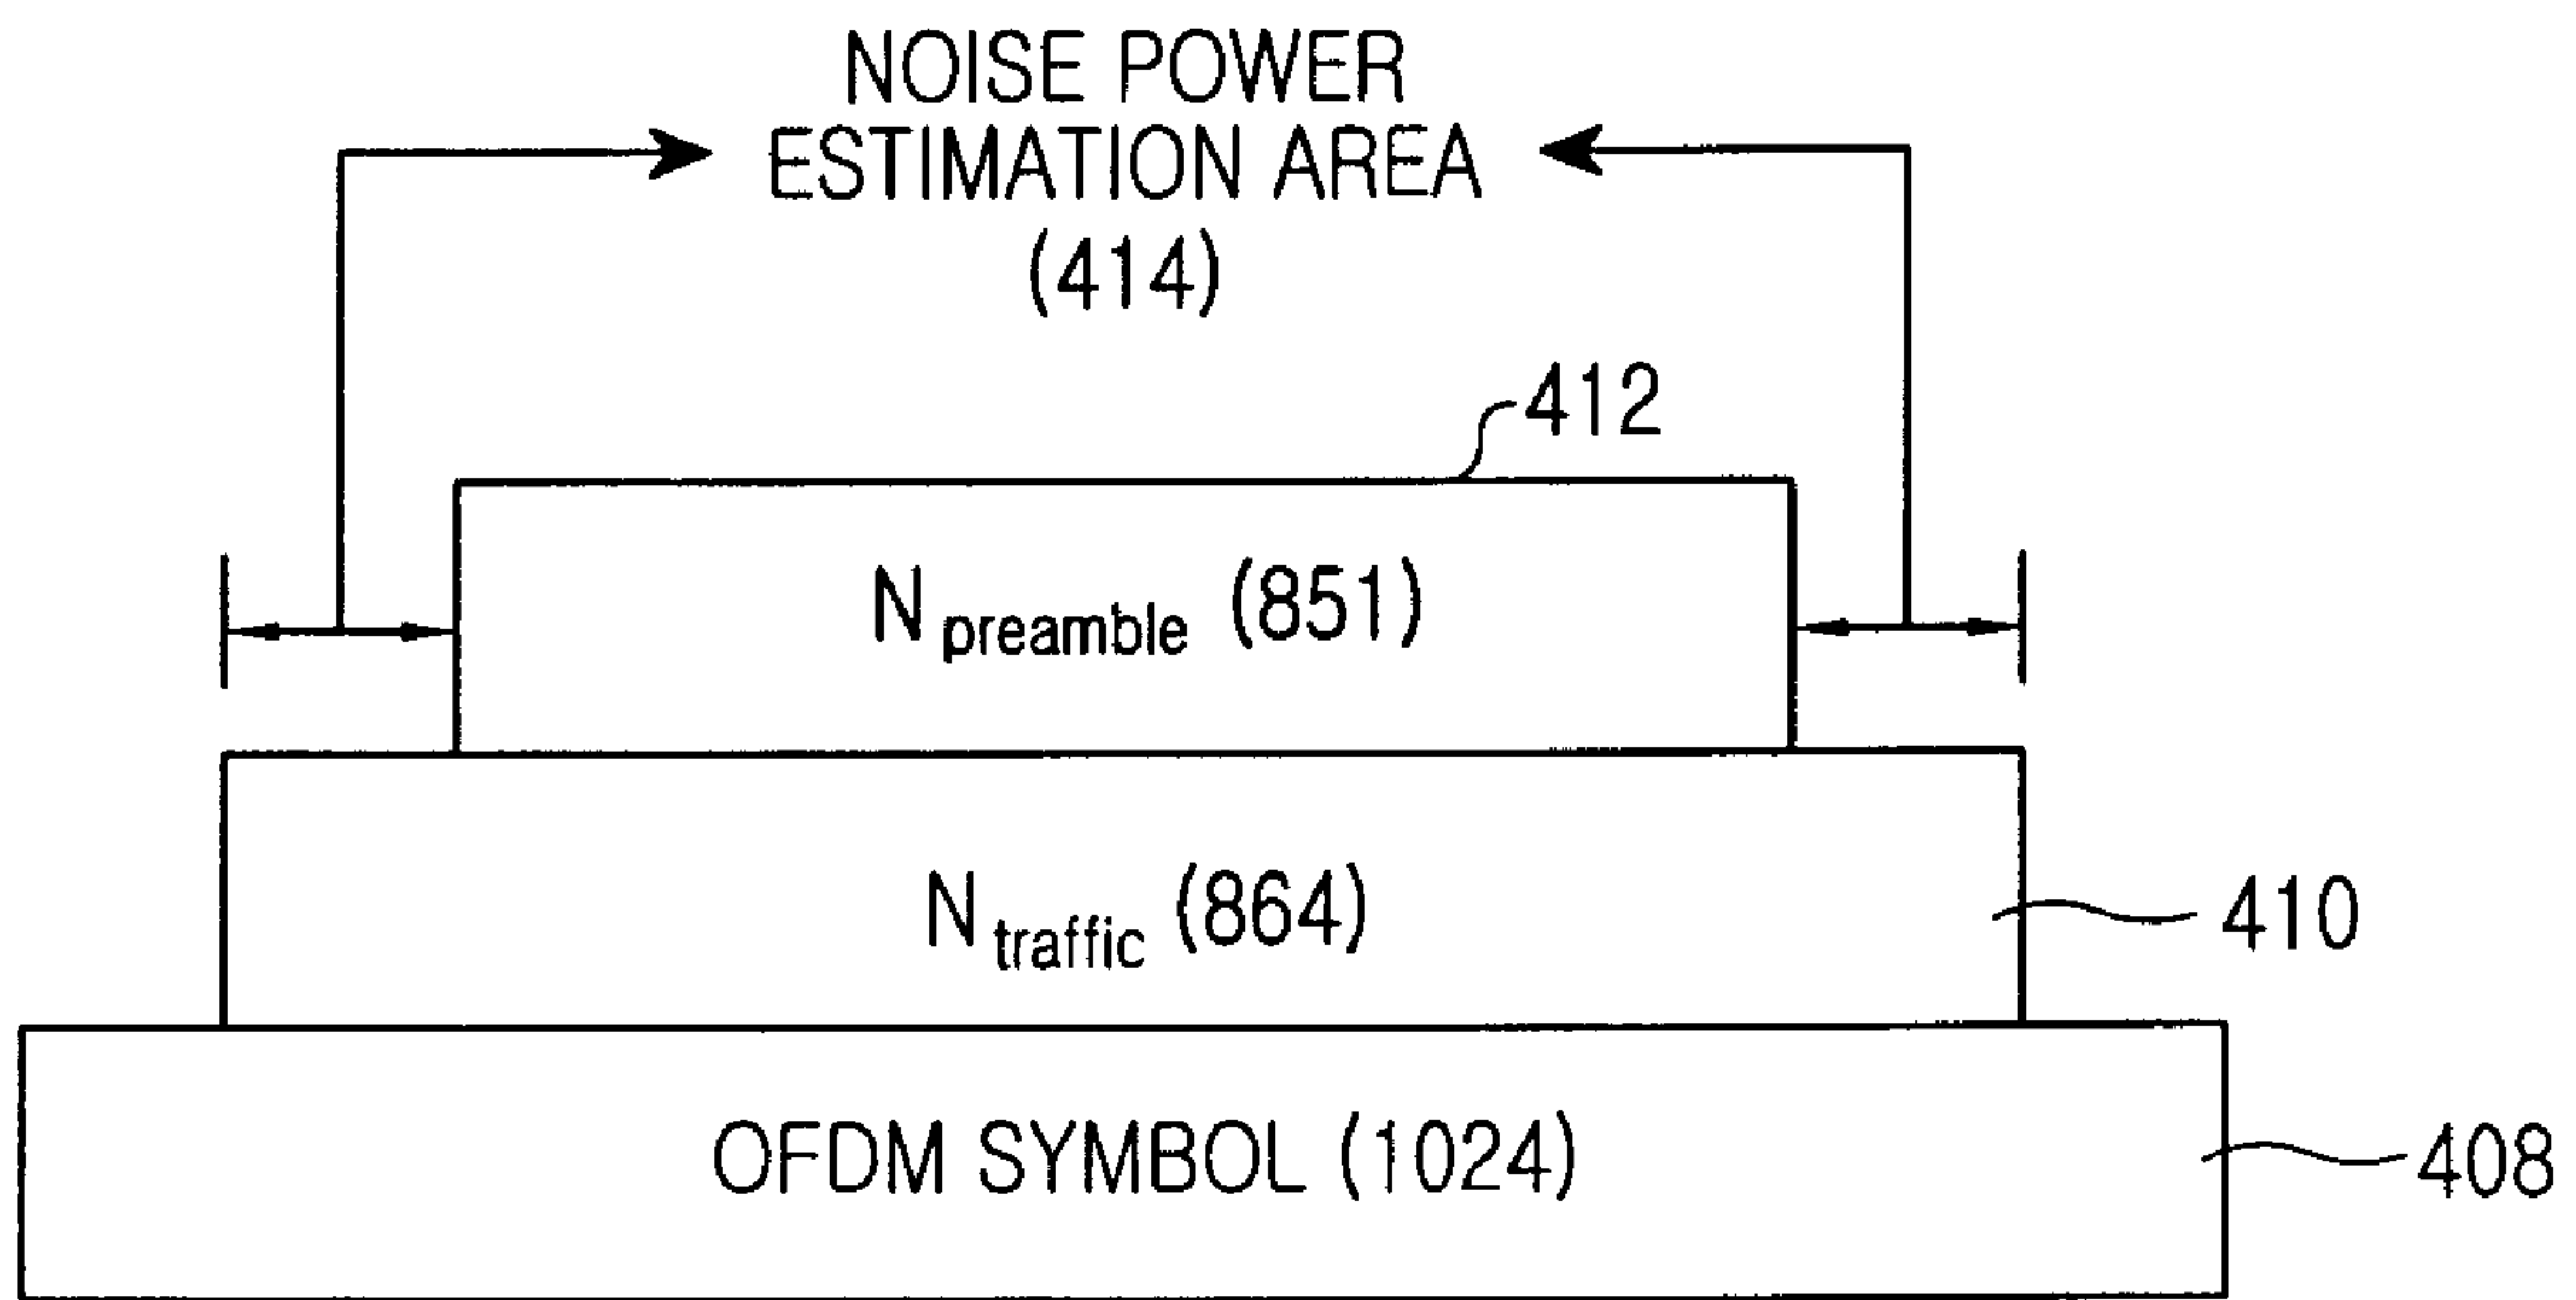 NOISE POWER
ESTIMATION AREA
(414)
412
N preamble (851)
N traffic (864)
410
OFDM SYMBOL (1024)
408